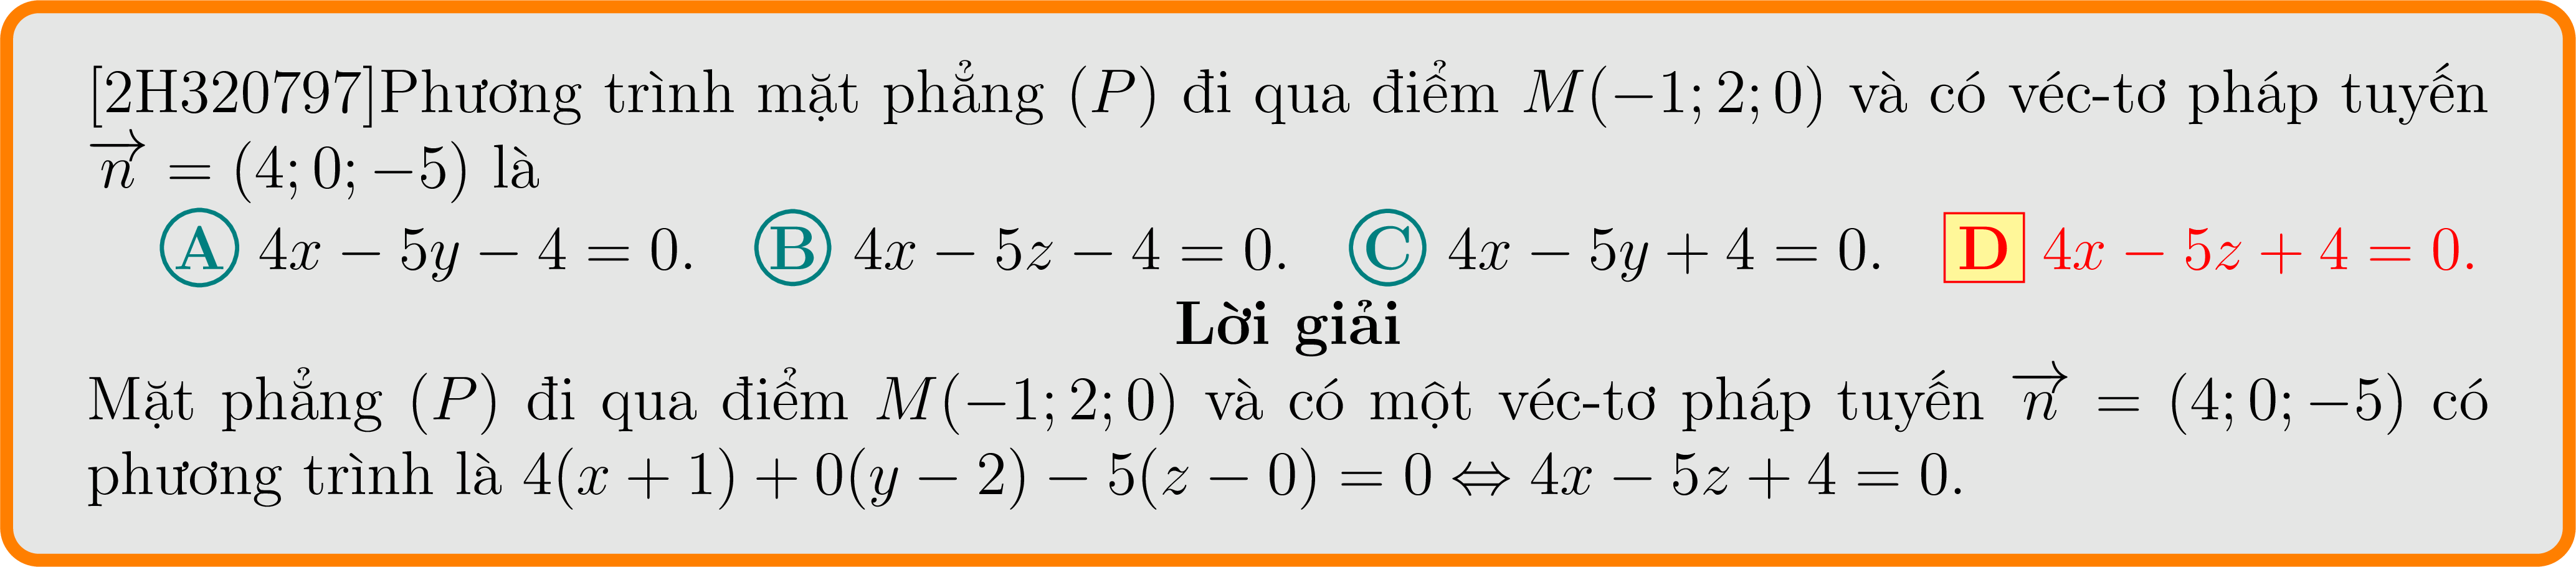 [2H320797]Phương trình mặt phẳng (P) đi qua điểm M(−1; 2; 0) và có véc-tơ pháp tuyến
n⃗ = (4; 0; −5) là
A 4x − 5y − 4 = 0. B 4x − 5z − 4 = 0. C 4x − 5y + 4 = 0. D 4x − 5z + 4 = 0.
Lời giải
Mặt phẳng (P) đi qua điểm M(−1; 2; 0) và có một véc-tơ pháp tuyến n⃗ = (4; 0; −5) có
phương trình là 4(x + 1) + 0(y − 2) − 5(z − 0) = 0 ⇔ 4x − 5z + 4 = 0.